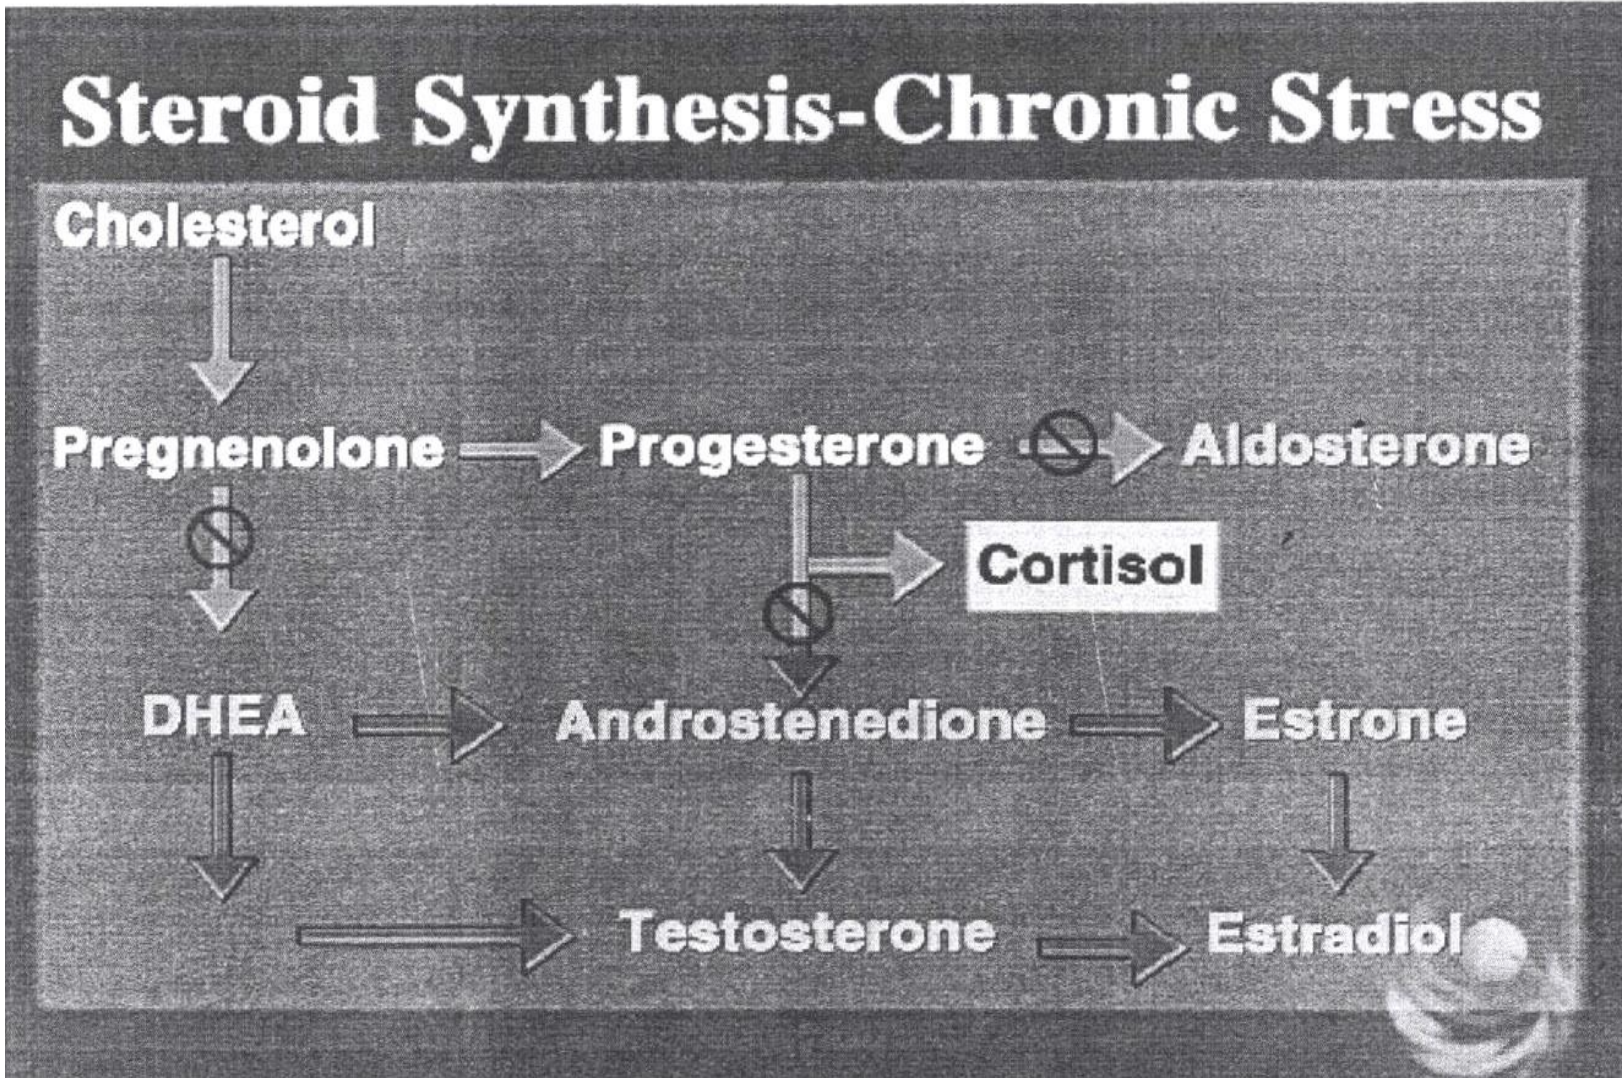 Steroid Synthesis-Chronic Stress
Cholesterol
Pregnenolone Progesterone Aldosterone
Cortisol
DHEA Androstenedione Estrone
Testosterone Estradiol